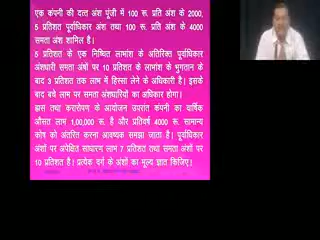 एक कंपनी की दत्त अंश पूंजी में 100 रू. प्रति अंश के 2000,
5 प्रतिशत पूर्वाधिकार अंश तथा 100 रू. प्रति अंश के 4000
समता अंश शामिल है।
5 प्रतिशत के एक निश्चित लाभांश के अतिरिक्त पूर्वाधिकार
अंशधारी समता अंषों पर 10 प्रतिशत के लाभांश के भुगतान के
बाद 3 प्रतिशत तक लाभ में हिस्सा लेने के अधिकारी है। इसके
बाद बचे लाभ पर समता अंशधारियों का अधिकार होगा।
ह्रास तथा करारोपण के आयोजन उपरांत कंपनी का वार्षिक
औसत लाभ 1,00,000 रू. है और प्रतिवर्ष 4000 रू. सामान्य
कोष को अंतरित करना आवष्यक समझा जाता है। पूर्वाधिकार
अंशों पर अपेक्षित साधारण लाभ 7 प्रतिशत तथा समता अंशों पर
10 प्रतिशत है। प्रत्येक वर्ग के अंशों का मूल्य ज्ञात किजिए।